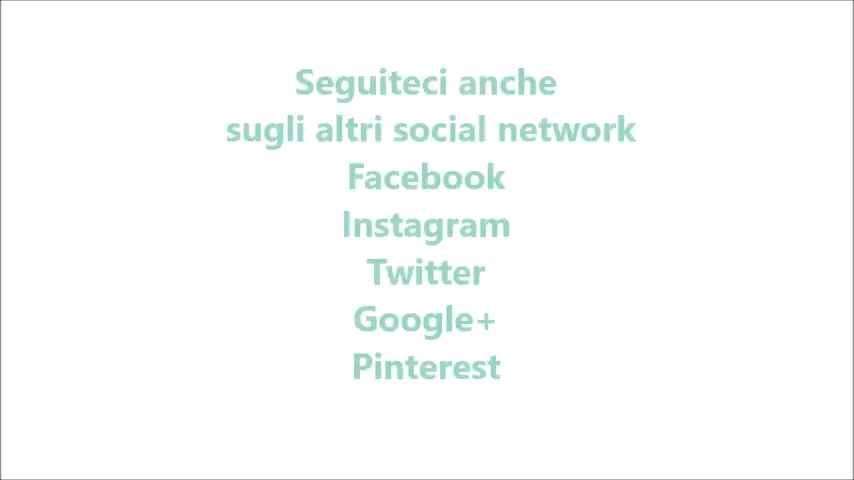 Seguiteci anche
sugli altri social network
Facebook
Instagram
Twitter
Google+
Pinterest